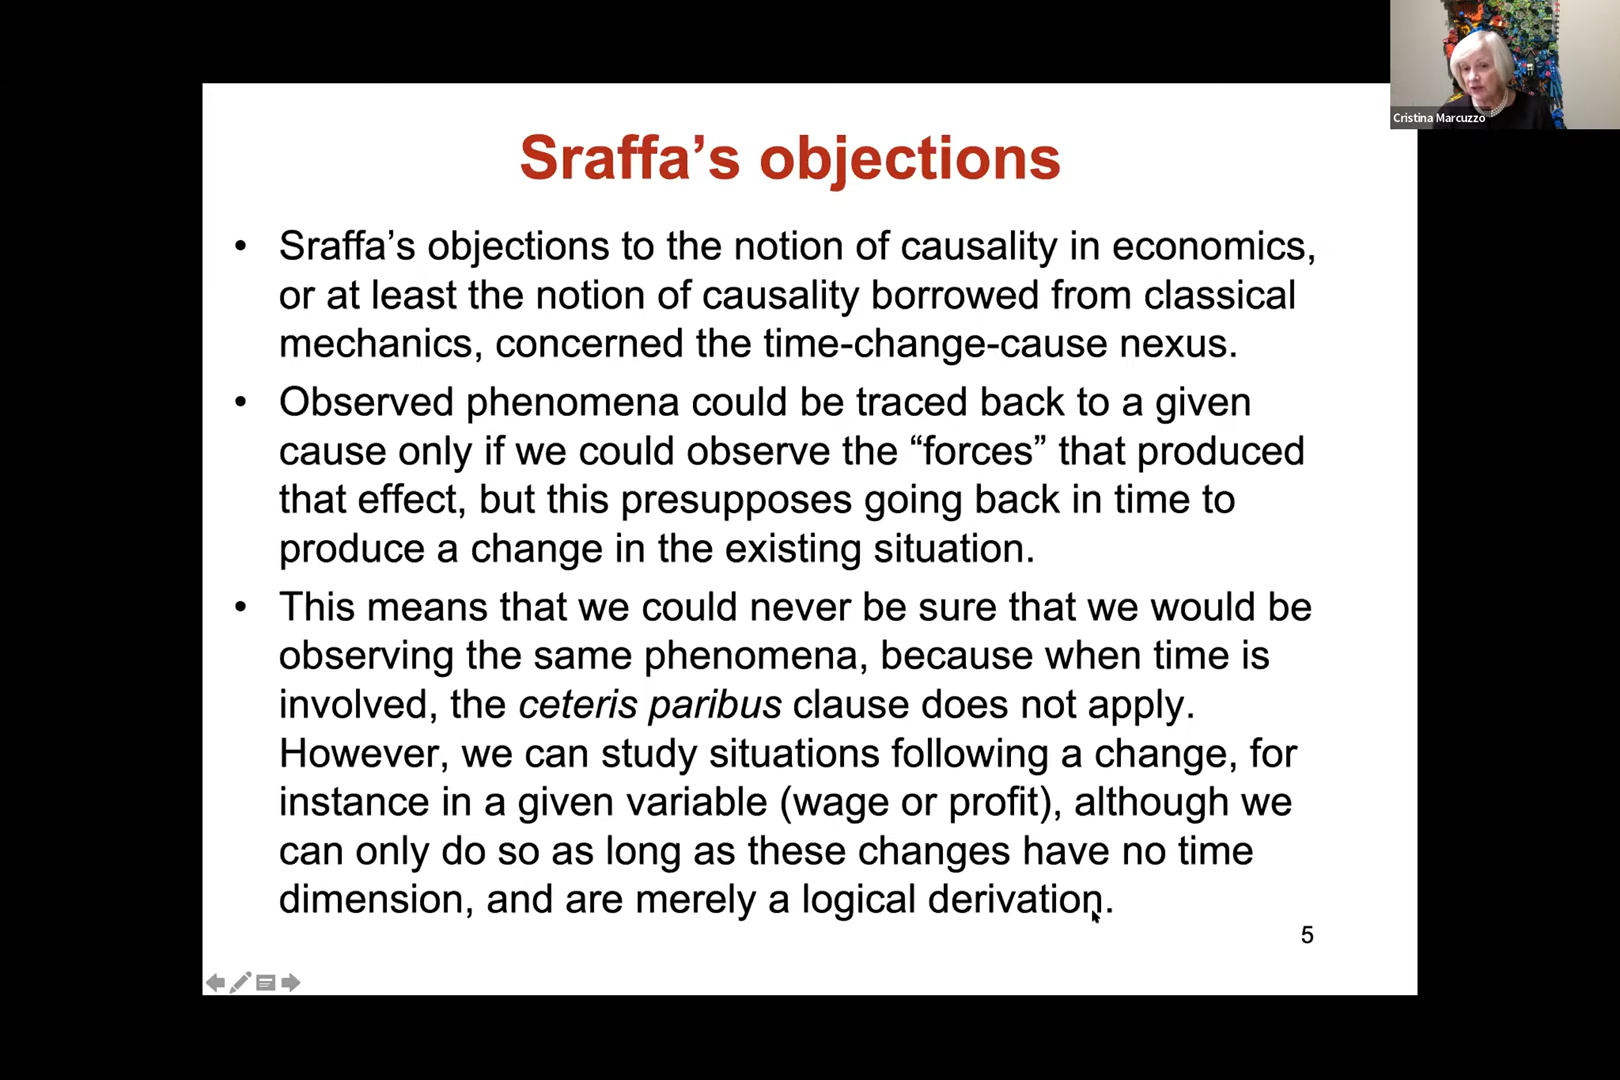 Cristina Marcuzzo
Sraffa’s objections
• Sraffa’s objections to the notion of causality in economics,
or at least the notion of causality borrowed from classical
mechanics, concerned the time-change-cause nexus.
• Observed phenomena could be traced back to a given
cause only if we could observe the “forces” that produced
that effect, but this presupposes going back in time to
produce a change in the existing situation.
• This means that we could never be sure that we would be
observing the same phenomena, because when time is
involved, the ceteris paribus clause does not apply.
However, we can study situations following a change, for
instance in a given variable (wage or profit), although we
can only do so as long as these changes have no time
dimension, and are merely a logical derivation.
5